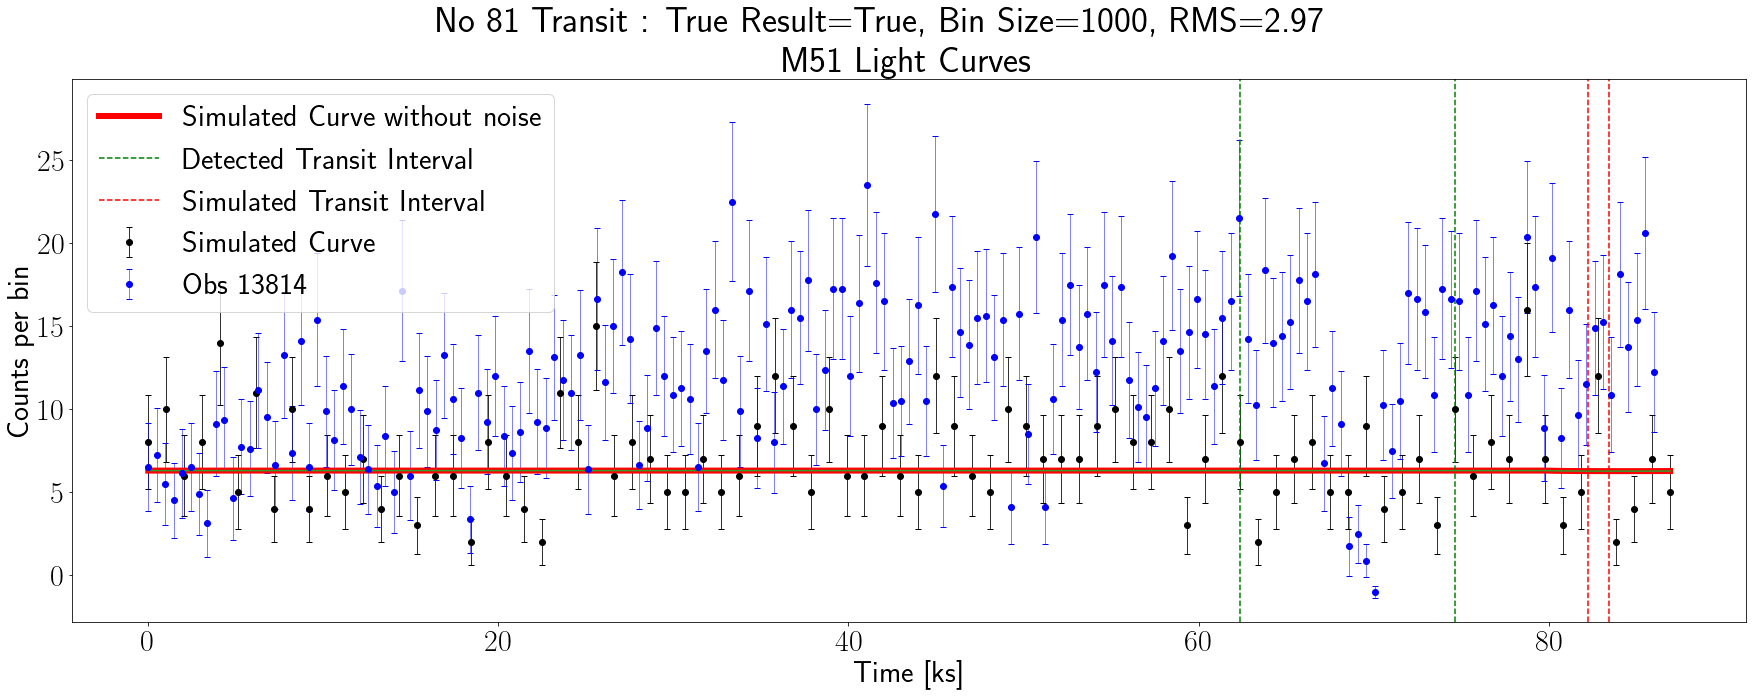 No 81 Transit : True Result=True, Bin Size=1000, RMS=2.97
M51 Light Curves
Simulated Curve without noise
Detected Transit Interval
Simulated Transit Interval
Simulated Curve
Obs 13814
Counts per bin
25
20
15
10
5
0
0 20 40 60 80
Time [ks]